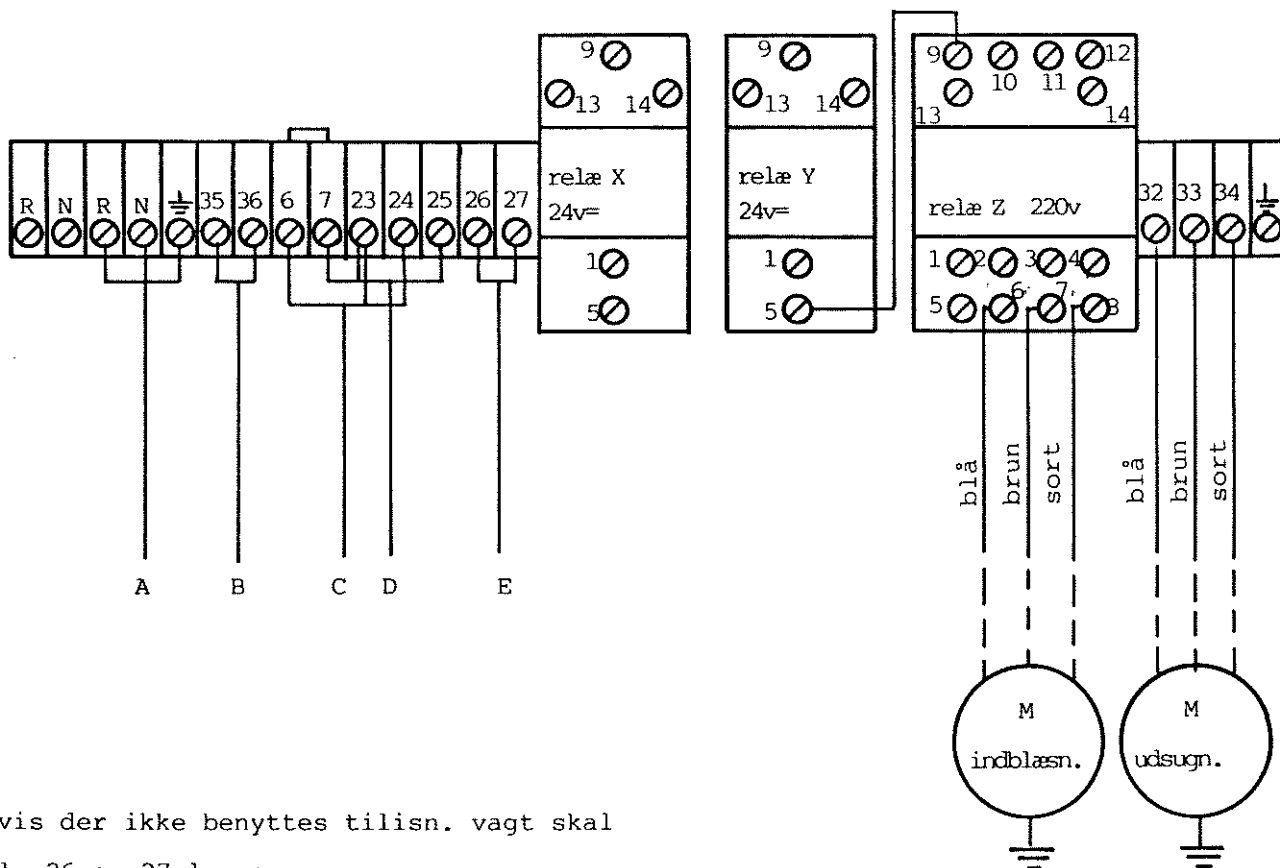 9
13 14
9
13 14
9 10 11 12
13 14
R N R N 35 36 6 7 23 24 25 26 27
relæ X
24v=
relæ Y
24v=
relæ Z 220v
32 33 34
1
5
1
5
1 2 3 4
5 6 7 8
blå
brun
sort
blå
brun
sort
A B C D E
M
indblæsn.
M
udsugn.
vis der ikke benyttes tilisn. vagt skal